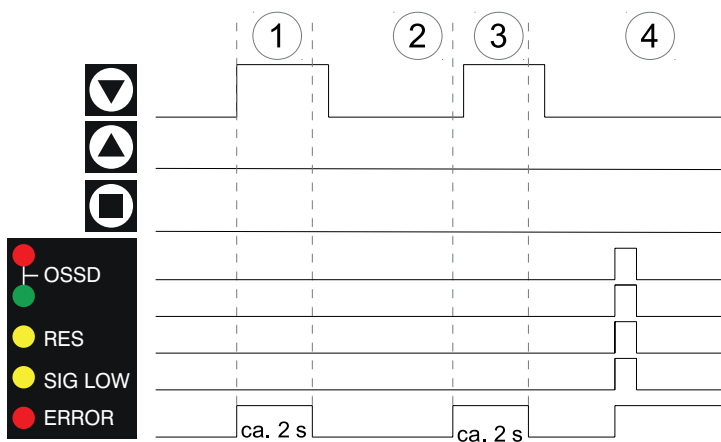 1 2 3 4
OSSD
RES
SIG LOW
ERROR
ca. 2 s ca. 2 s